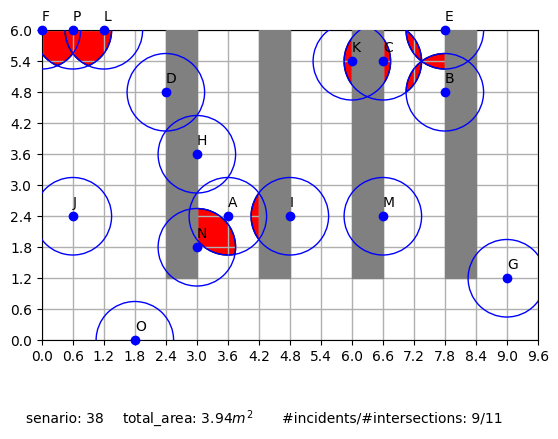 F P L E
6.0
K C
5.4
D B
4.8
4.2
H
3.6
3.0
J A I M
2.4
N
1.8
G
1.2
0.6
O
0.0
0.0 0.6 1.2 1.8 2.4 3.0 3.6 4.2 4.8 5.4 6.0 6.6 7.2 7.8 8.4 9.0 9.6
senario: 38 total_area: 3.94m² #incidents/#intersections: 9/11